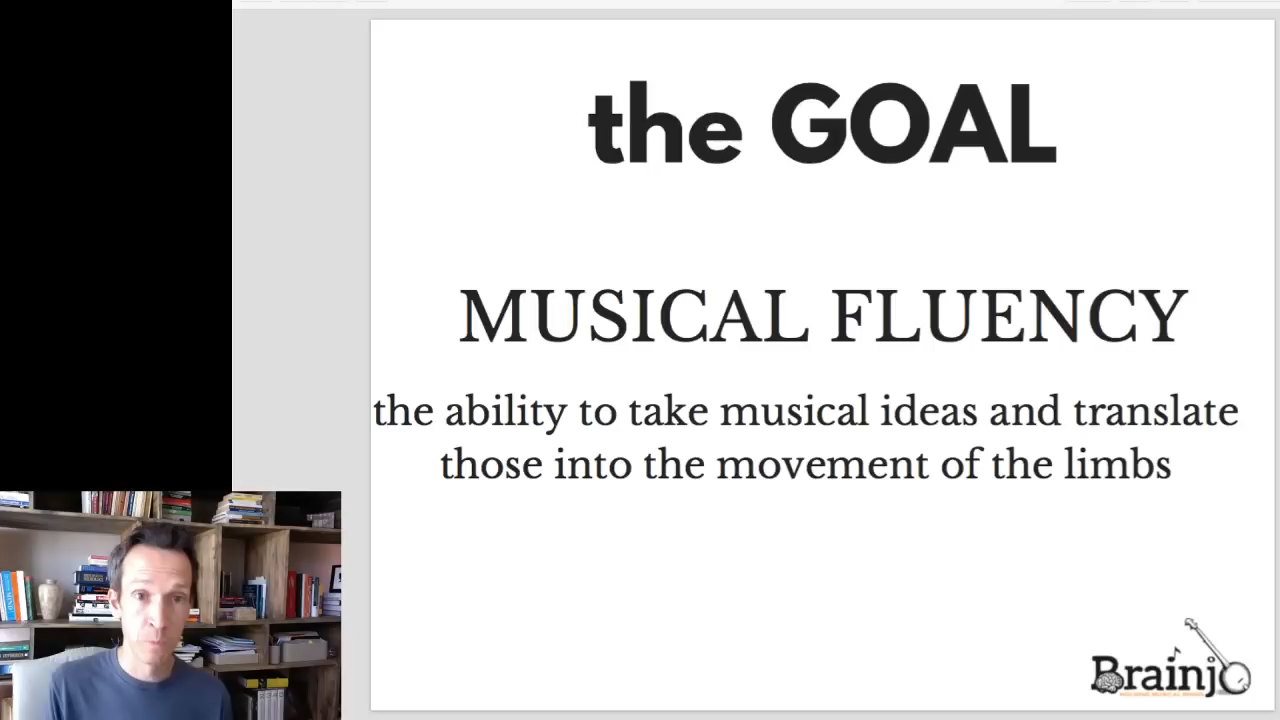 the GOAL
MUSICAL FLUENCY
the ability to take musical ideas and translate
those into the movement of the limbs
Brainjo